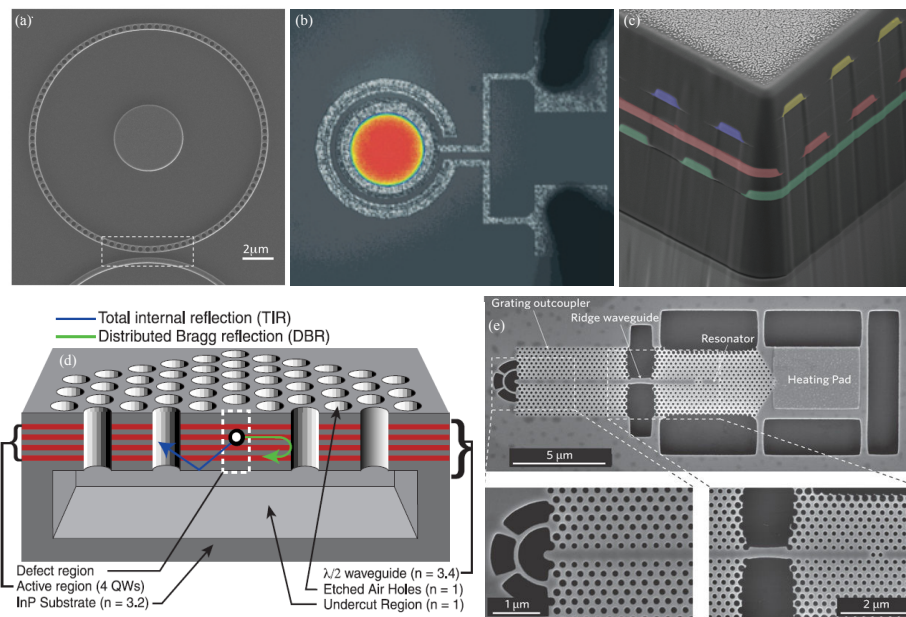 (a)
2μm
(b)
(c)
Total internal reflection (TIR)
Distributed Bragg reflection (DBR)
(d)
Defect region
Active region (4 QWs)
InP Substrate (n = 3.2)
λ/2 waveguide (n = 3.4)
Etched Air Holes (n = 1)
Undercut Region (n = 1)
Grating outcoupler
(e)
Ridge waveguide
Resonator
Heating Pad
5 μm
1 μm
2 μm